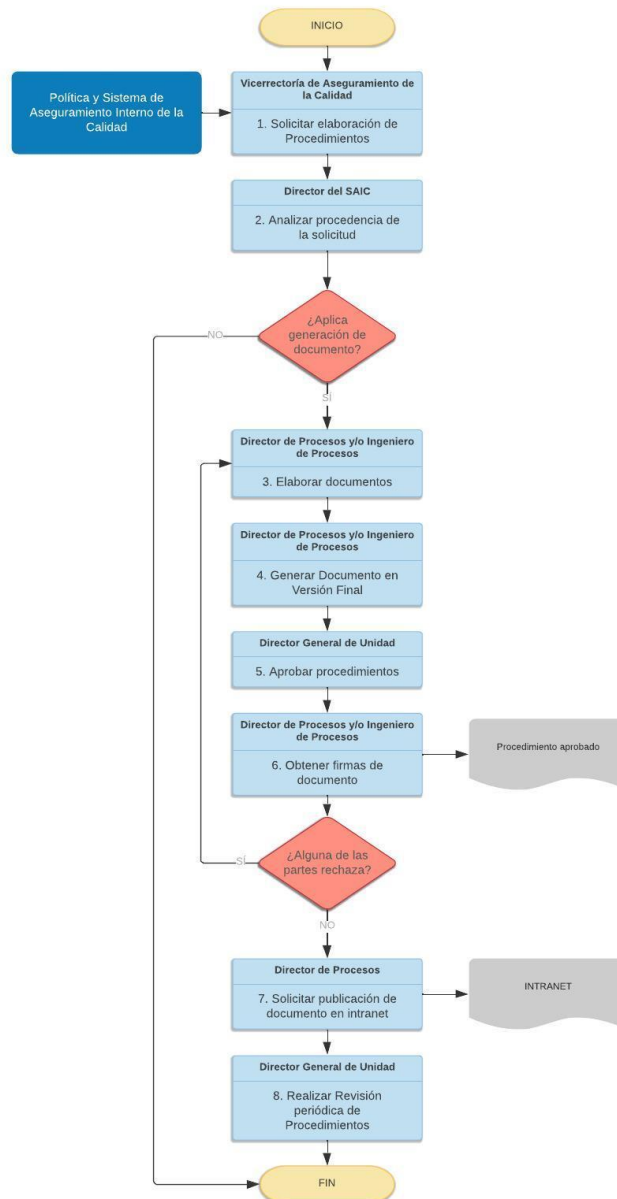 INICIO
Política y Sistema de
Aseguramiento Interno de la
Calidad
Vicerrectoría de Aseguramiento de
la Calidad
1. Solicitar elaboración de
Procedimientos
Director del SAIC
2. Analizar procedencia de
la solicitud
¿Aplica
generación de
documento?
NO
SÍ
Director de Procesos y/o Ingeniero
de Procesos
3. Elaborar documentos
Director de Procesos y/o Ingeniero
de Procesos
4. Generar Documento en
Versión Final
Director General de Unidad
5. Aprobar procedimientos
Director de Procesos y/o Ingeniero
de Procesos
6. Obtener firmas de
documento
Procedimiento aprobado
¿Alguna de las
partes rechaza?
SÍ
NO
Director de Procesos
7. Solicitar publicación de
documento en intranet
INTRANET
Director General de Unidad
8. Realizar Revisión
periódica de
Procedimientos
FIN